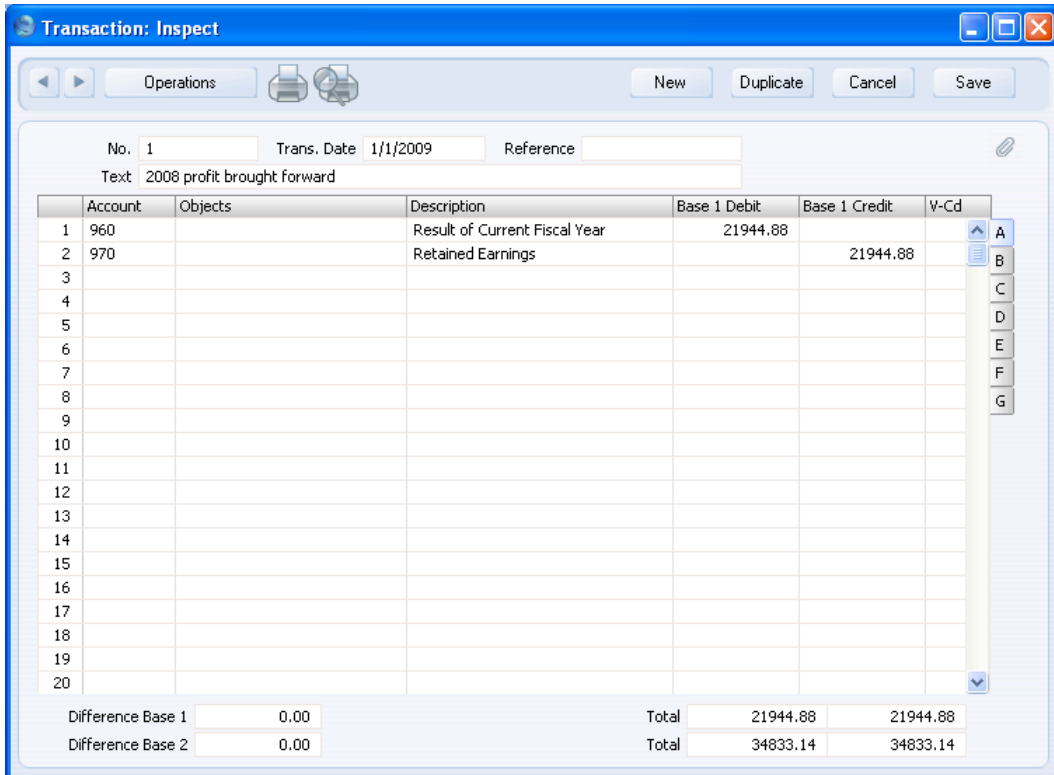 Transaction: Inspect
Operations New Duplicate Cancel Save
No. 1 Trans. Date 1/1/2009 Reference
Text 2008 profit brought forward
Account Objects Description Base 1 Debit Base 1 Credit V-Cd
1 960 Result of Current Fiscal Year 21944.88 A
2 970 Retained Earnings 21944.88 B
3 C
4
5 D
6 E
7 F
8 G
9
10
11
12
13
14
15
16
17
18
19
20
Difference Base 1 0.00 Total 21944.88 21944.88
Difference Base 2 0.00 Total 34833.14 34833.14